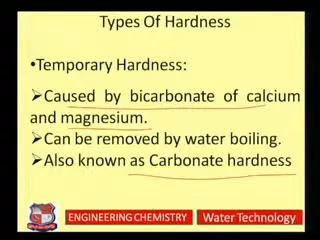 Types Of Hardness
•Temporary Hardness:
➢Caused by bicarbonate of calcium
and magnesium.
➢Can be removed by water boiling.
➢Also known as Carbonate hardness
ENGINEERING CHEMISTRY
Water Technology